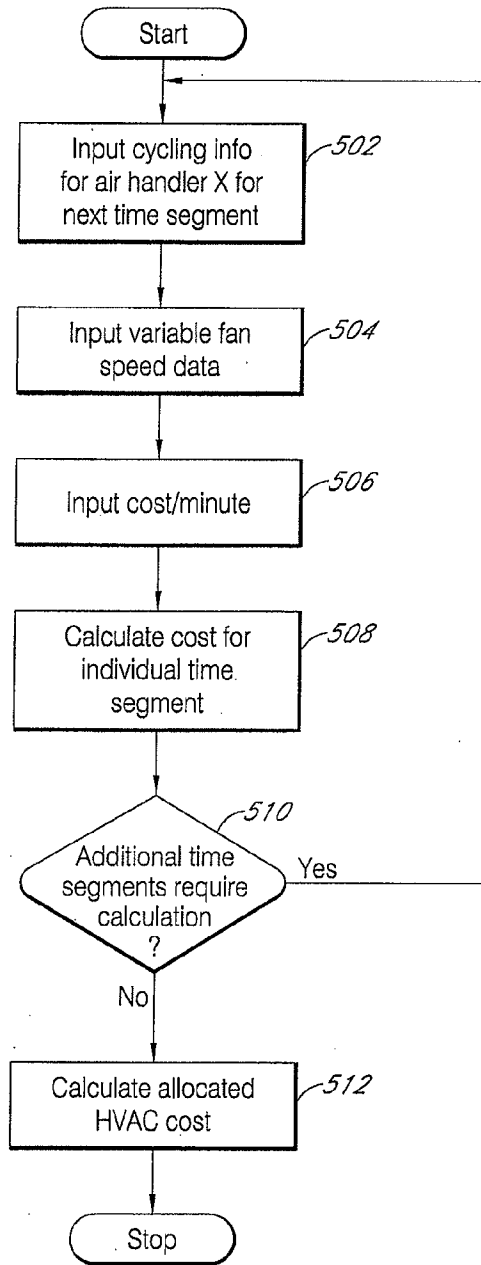 Start
Input cycling info
for air handler X for
next time segment
502
Input variable fan
speed data
504
Input cost/minute
506
Calculate cost for
individual time
segment
508
510
Additional time
segments require
calculation
?
Yes
No
Calculate allocated
HVAC cost
512
Stop